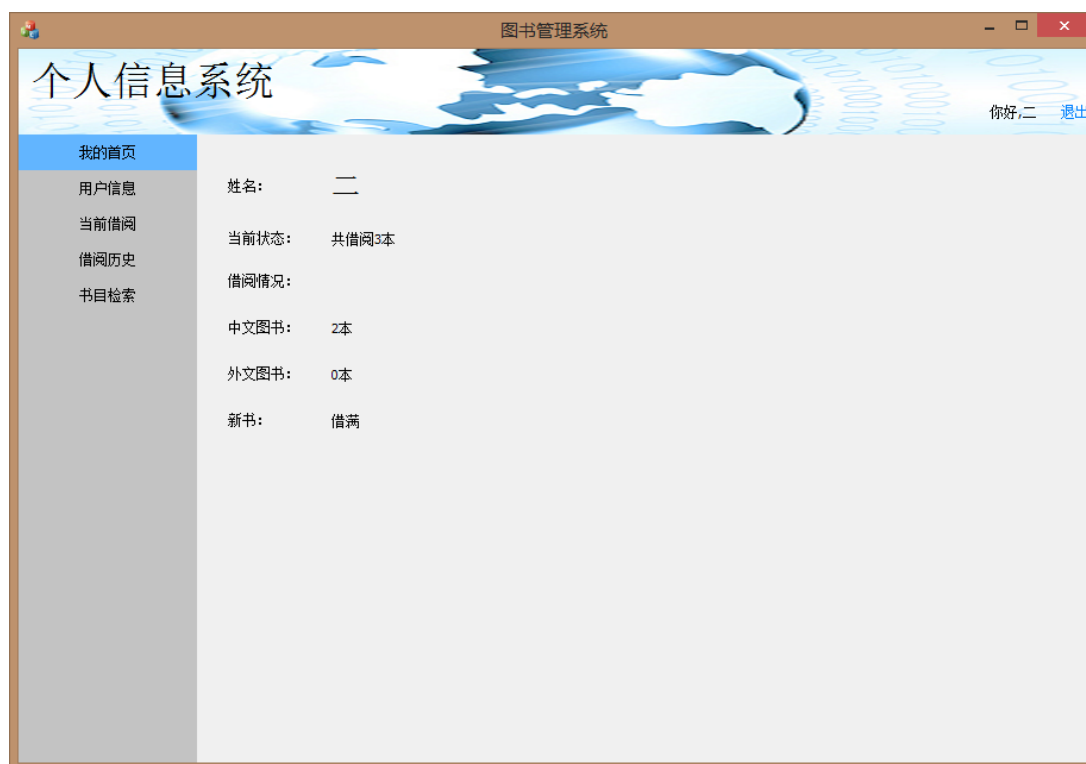 图书管理系统
个人信息系统
你好,二 退出
我的首页
用户信息
当前借阅
借阅历史
书目检索
姓名： 二
当前状态： 共借阅3本
借阅情况：
中文图书： 2本
外文图书： 0本
新书： 借满